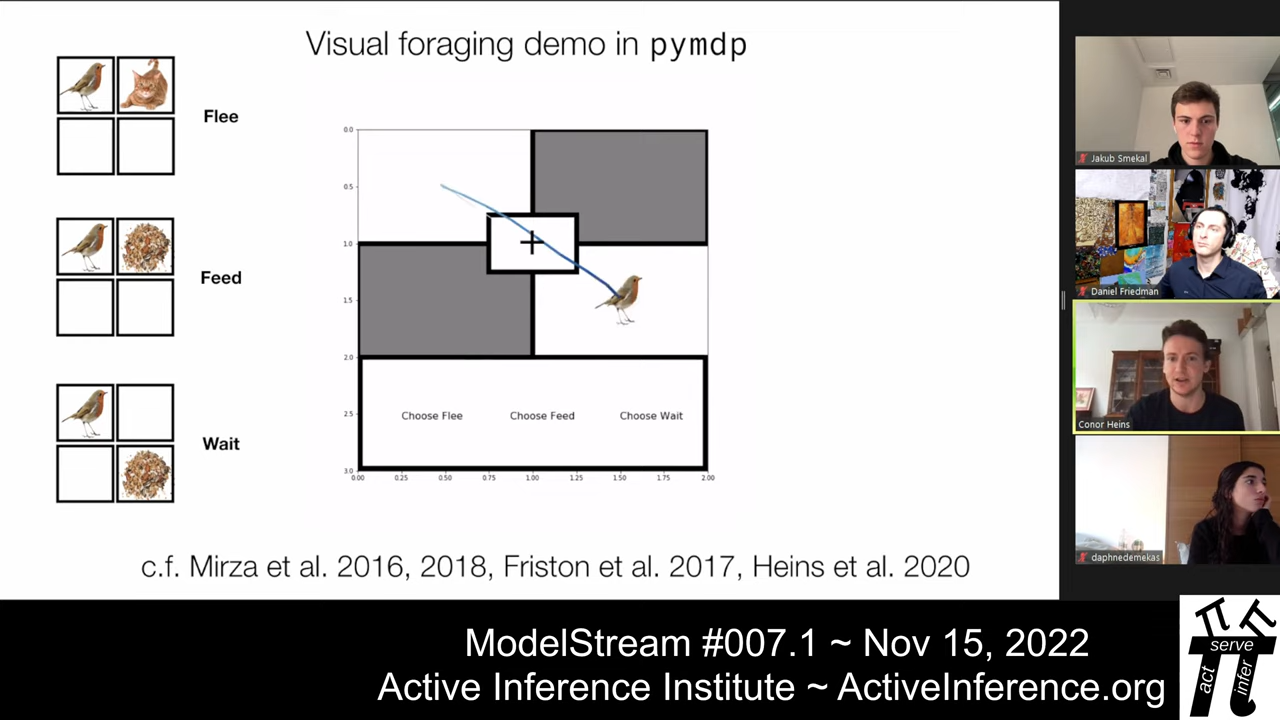 Visual foraging demo in pymdp
Flee
Feed
Wait
0.0
0.5
1.0
1.5
2.0
2.5
3.0
0.00 0.25 0.50 0.75 1.00 1.25 1.50 1.75 2.00
Choose Flee Choose Feed Choose Wait
c.f. Mirza et al. 2016, 2018, Friston et al. 2017, Heins et al. 2020
Jakub Smekal
Daniel Friedman
Conor Heins
daphnedemekas
ModelStream #007.1 ~ Nov 15, 2022
Active Inference Institute ~ ActiveInference.org
π π
serve
π
act infer